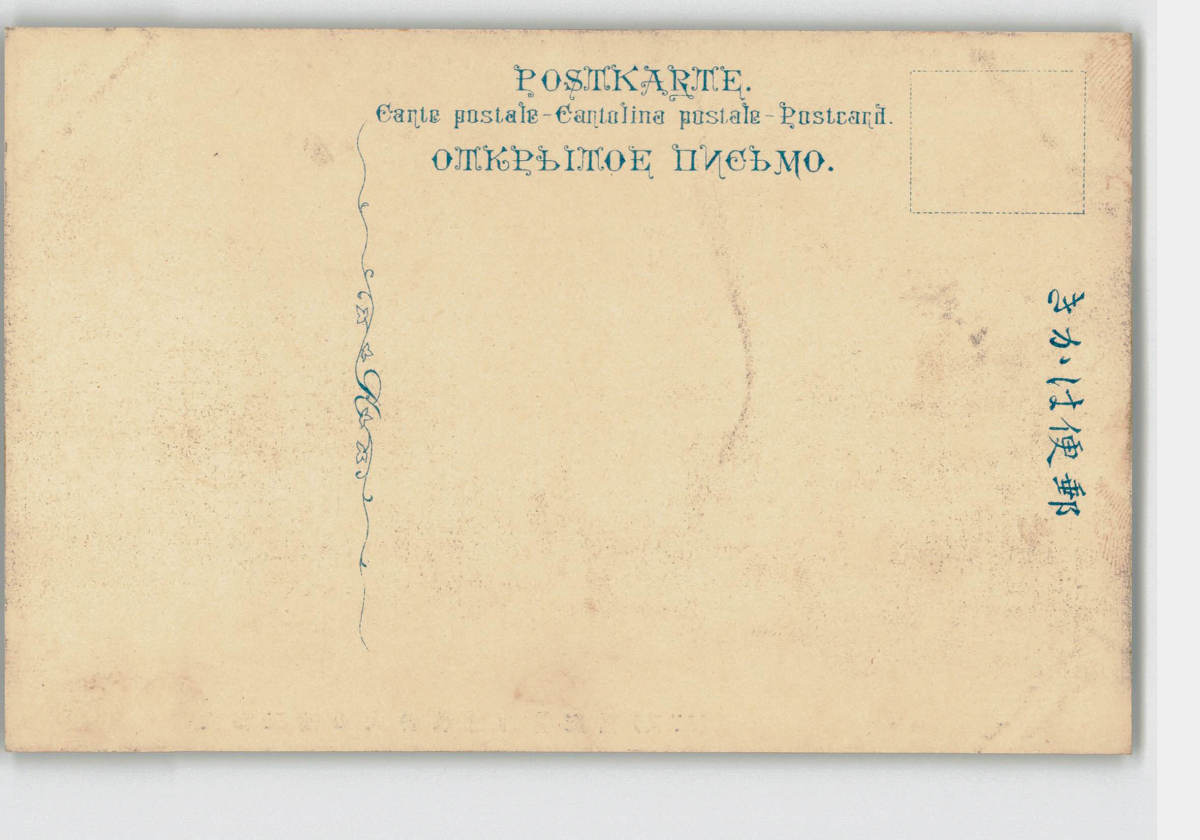 POSTKARTE.
Carte postale-Cartolina postale-Postcard.
ОТКРЫТОЕ ПИСЬМО.
郵便はかき